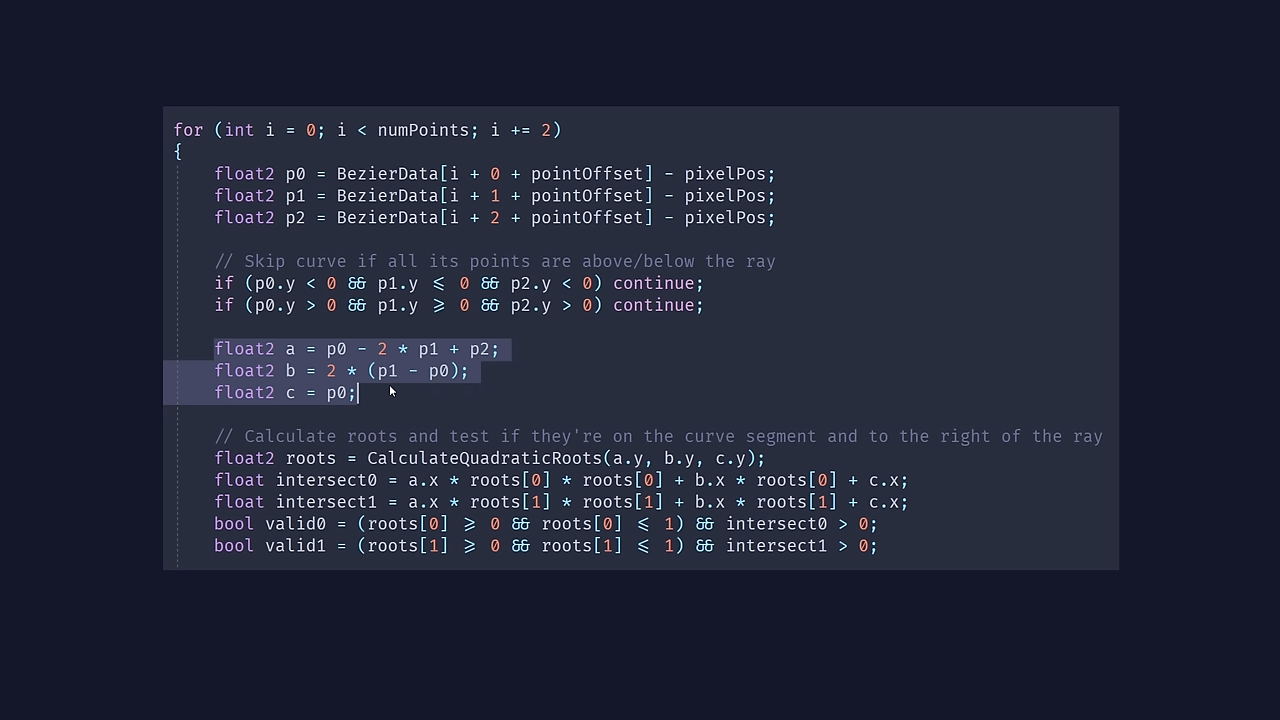 for (int i = 0; i < numPoints; i += 2)
{
    float2 p0 = BezierData[i + 0 + pointOffset] - pixelPos;
    float2 p1 = BezierData[i + 1 + pointOffset] - pixelPos;
    float2 p2 = BezierData[i + 2 + pointOffset] - pixelPos;

    // Skip curve if all its points are above/below the ray
    if (p0.y < 0 && p1.y <= 0 && p2.y < 0) continue;
    if (p0.y > 0 && p1.y >= 0 && p2.y > 0) continue;

    float2 a = p0 - 2 * p1 + p2;
    float2 b = 2 * (p1 - p0);
    float2 c = p0;

    // Calculate roots and test if they're on the curve segment and to the right of the ray
    float2 roots = CalculateQuadraticRoots(a.y, b.y, c.y);
    float intersect0 = a.x * roots[0] * roots[0] + b.x * roots[0] + c.x;
    float intersect1 = a.x * roots[1] * roots[1] + b.x * roots[1] + c.x;
    bool valid0 = (roots[0] >= 0 && roots[0] <= 1) && intersect0 > 0;
    bool valid1 = (roots[1] >= 0 && roots[1] <= 1) && intersect1 > 0;